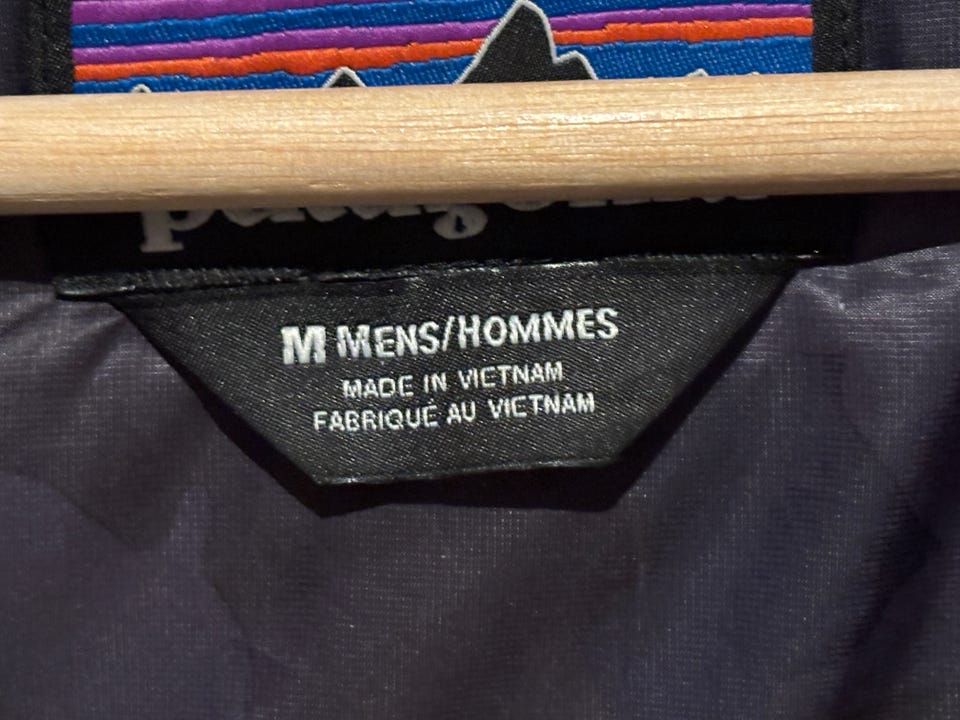 patagonia
M MENS/HOMMES
MADE IN VIETNAM
FABRIQUÉ AU VIETNAM